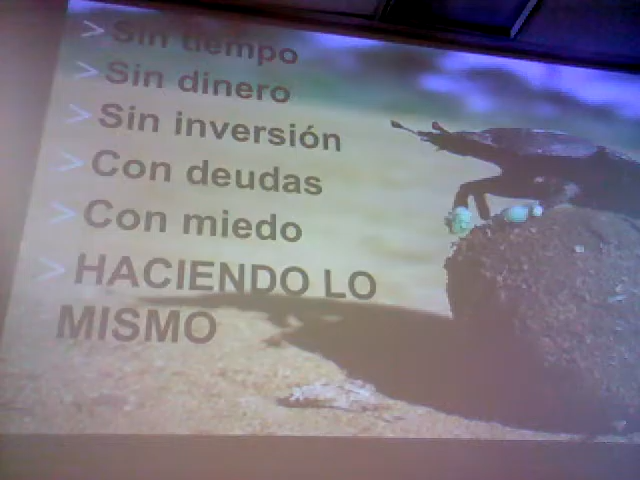 > Sin tiempo
> Sin dinero
> Sin inversión
> Con deudas
> Con miedo
> HACIENDO LO
MISMO